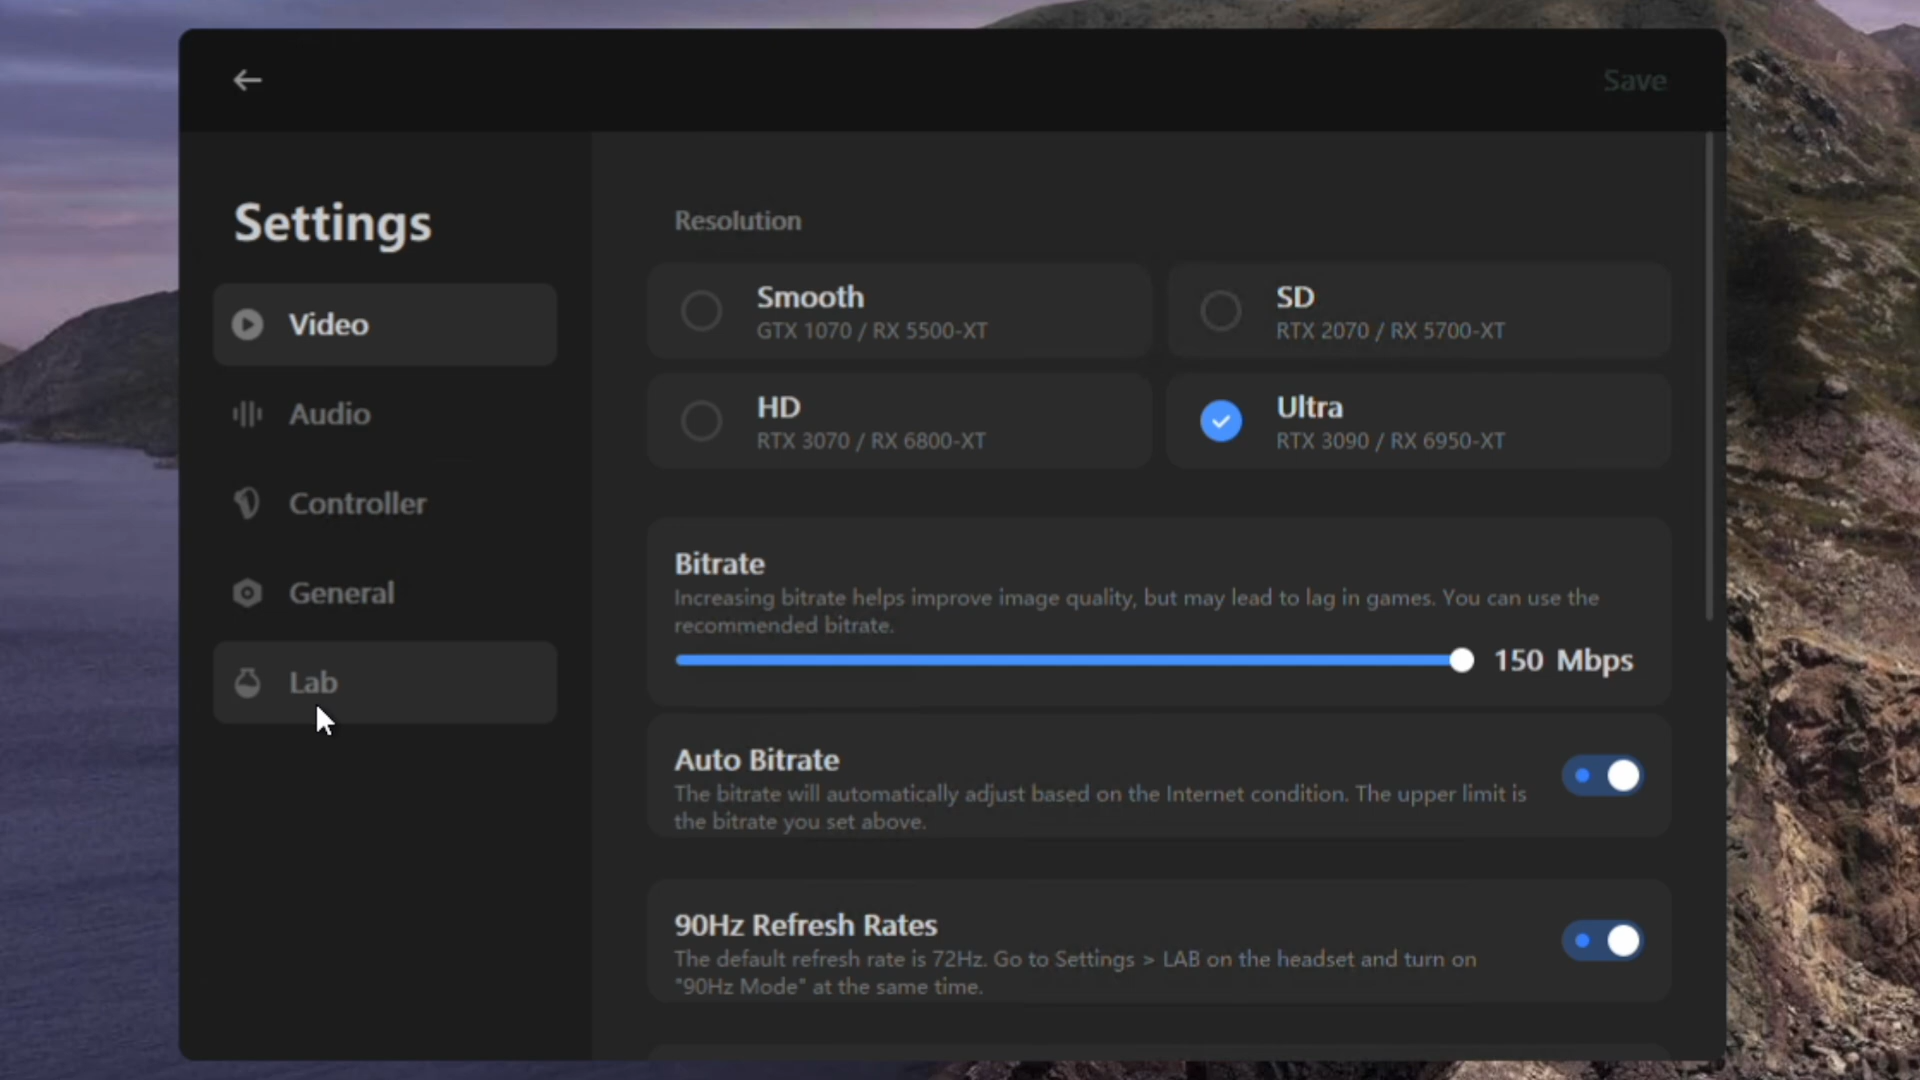 Save
Settings
Video
Audio
Controller
General
Lab
Resolution
Smooth
GTX 1070 / RX 5500-XT
SD
RTX 2070 / RX 5700-XT
HD
RTX 3070 / RX 6800-XT
Ultra
RTX 3090 / RX 6950-XT
Bitrate
Increasing bitrate helps improve image quality, but may lead to lag in games. You can use the
recommended bitrate.
150 Mbps
Auto Bitrate
The bitrate will automatically adjust based on the Internet condition. The upper limit is
the bitrate you set above.
90Hz Refresh Rates
The default refresh rate is 72Hz. Go to Settings > LAB on the headset and turn on
"90Hz Mode" at the same time.